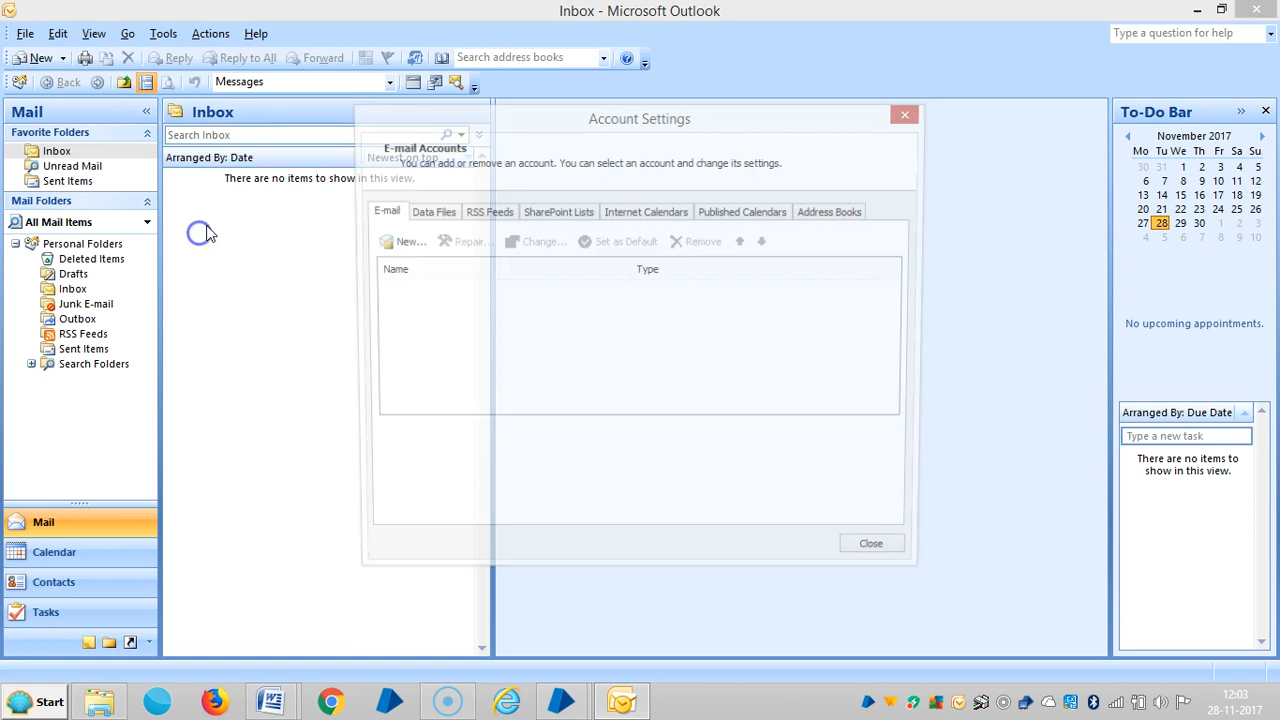 Inbox - Microsoft Outlook
File Edit View Go Tools Actions Help
Type a question for help
New Reply Reply to All Forward Search address books
Back Messages
Mail «
Favorite Folders
Inbox
Unread Mail
Sent Items
Mail Folders
All Mail Items
Personal Folders
Deleted Items
Drafts
Inbox
Junk E-mail
Outbox
RSS Feeds
Sent Items
Search Folders
Mail
Calendar
Contacts
Tasks
Inbox
Search Inbox
Arranged By: Date Newest on top
There are no items to show in this view.
Account Settings
E-mail Accounts
You can add or remove an account. You can select an account and change its settings.
E-mail Data Files RSS Feeds SharePoint Lists Internet Calendars Published Calendars Address Books
New... Repair... Change... Set as Default Remove
Name Type
Close
To-Do Bar »
November 2017
Mo Tu We Th Fr Sa Su
30 31 1 2 3 4 5
6 7 8 9 10 11 12
13 14 15 16 17 18 19
20 21 22 23 24 25 26
27 28 29 30 1 2 3
4 5 6 7 8 9 10
No upcoming appointments.
Arranged By: Due Date
Type a new task
There are no items to
show in this view.
Start
12:03
28-11-2017